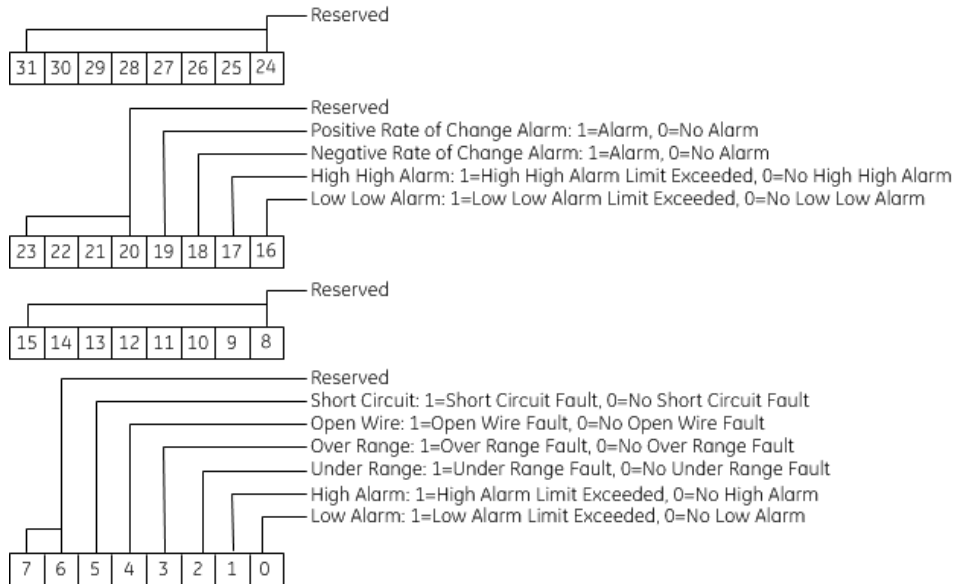 Reserved
31 30 29 28 27 26 25 24
Reserved
Positive Rate of Change Alarm: 1=Alarm, 0=No Alarm
Negative Rate of Change Alarm: 1=Alarm, 0=No Alarm
High High Alarm: 1=High High Alarm Limit Exceeded, 0=No High High Alarm
Low Low Alarm: 1=Low Low Alarm Limit Exceeded, 0=No Low Low Alarm
23 22 21 20 19 18 17 16
Reserved
15 14 13 12 11 10 9 8
Reserved
Short Circuit: 1=Short Circuit Fault, 0=No Short Circuit Fault
Open Wire: 1=Open Wire Fault, 0=No Open Wire Fault
Over Range: 1=Over Range Fault, 0=No Over Range Fault
Under Range: 1=Under Range Fault, 0=No Under Range Fault
High Alarm: 1=High Alarm Limit Exceeded, 0=No High Alarm
Low Alarm: 1=Low Alarm Limit Exceeded, 0=No Low Alarm
7 6 5 4 3 2 1 0